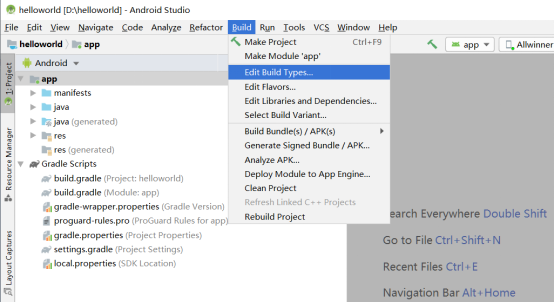 helloworld [D:\helloworld] - Android Studio
File Edit View Navigate Code Analyze Refactor Build Run Tools VCS Window Help
helloworld app
app Allwinner
Android
1: Project
Resource Manager
Layout Captures
app
manifests
java
java (generated)
res
res (generated)
Gradle Scripts
build.gradle (Project: helloworld)
build.gradle (Module: app)
gradle-wrapper.properties (Gradle Version)
proguard-rules.pro (ProGuard Rules for app)
gradle.properties (Project Properties)
settings.gradle (Project Settings)
local.properties (SDK Location)
Make Project Ctrl+F9
Make Module 'app'
Edit Build Types...
Edit Flavors...
Edit Libraries and Dependencies...
Select Build Variant...
Build Bundle(s) / APK(s)
Generate Signed Bundle / APK...
Analyze APK...
Deploy Module to App Engine...
Clean Project
Refresh Linked C++ Projects
Rebuild Project
earch Everywhere Double Shift
Go to File Ctrl+Shift+N
Recent Files Ctrl+E
Navigation Bar Alt+Home